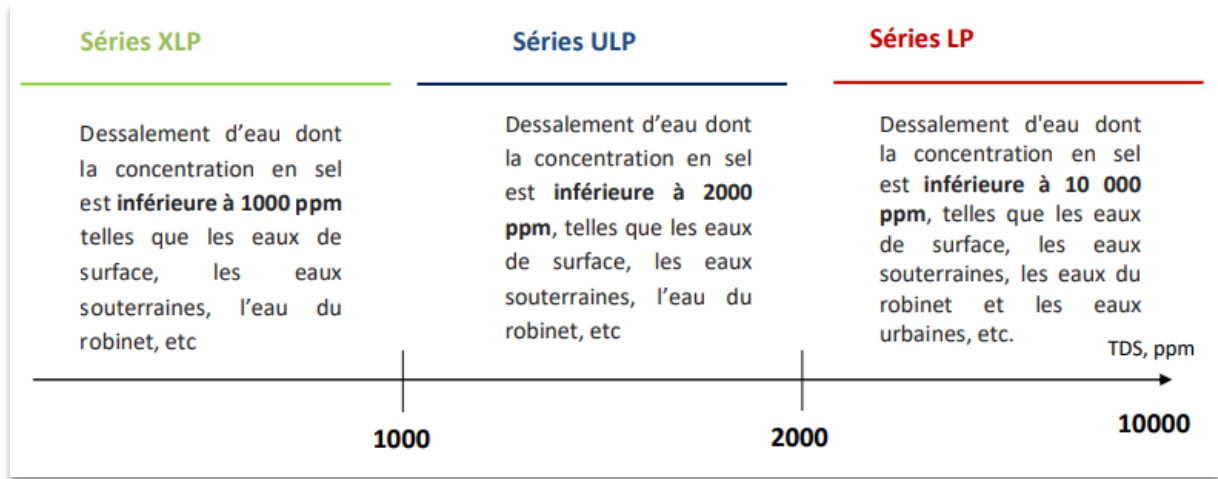 Séries XLP
Dessalement d’eau dont
la concentration en sel
est inférieure à 1000 ppm
telles que les eaux de
surface, les eaux
souterraines, l’eau du
robinet, etc
Séries ULP
Dessalement d’eau dont
la concentration en sel
est inférieure à 2000
ppm, telles que les eaux
de surface, les eaux
souterraines, l’eau du
robinet, etc
Séries LP
Dessalement d'eau dont
la concentration en sel
est inférieure à 10 000
ppm, telles que les eaux
de surface, les eaux
souterraines, les eaux du
robinet et les eaux
urbaines, etc.
TDS, ppm
1000
2000
10000